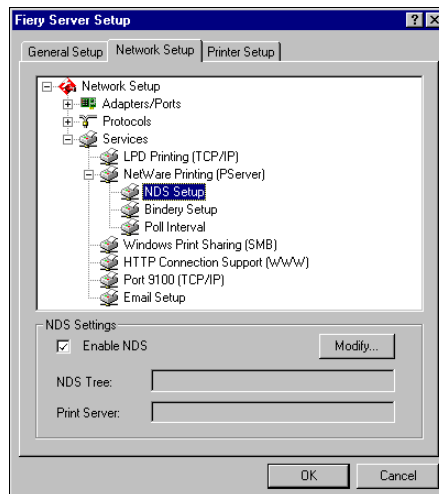 Fiery Server Setup
General Setup Network Setup Printer Setup
Network Setup
Adapters/Ports
Protocols
Services
LPD Printing (TCP/IP)
NetWare Printing (PServer)
NDS Setup
Bindery Setup
Poll Interval
Windows Print Sharing (SMB)
HTTP Connection Support (WWW)
Port 9100 (TCP/IP)
Email Setup
NDS Settings
Enable NDS Modify...
NDS Tree:
Print Server:
OK Cancel